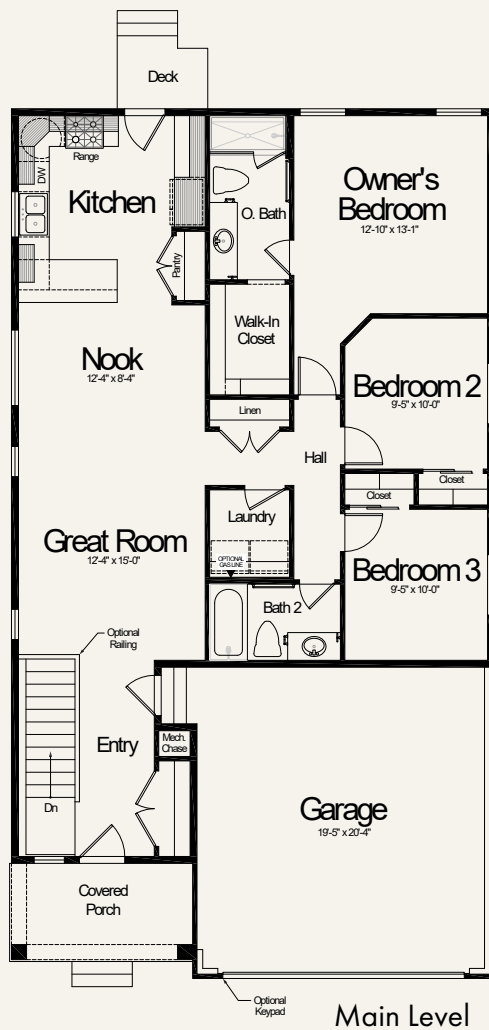 Deck
Range
DW
Kitchen
Pantry
O. Bath
Owner's
Bedroom
12'-10" x 13'-1"
Walk-In
Closet
Nook
12'-4" x 8'-4"
Bedroom 2
9'-5" x 10'-0"
Linen
Hall
Closet
Closet
Laundry
OPTIONAL
GAS LINE
Great Room
12'-4" x 15'-0"
Bedroom 3
9'-5" x 10'-0"
Bath 2
Optional
Railing
Entry
Mech.
Chase
Dn
Garage
19'-5" x 20'-4"
Covered
Porch
Optional
Keypad
Main Level